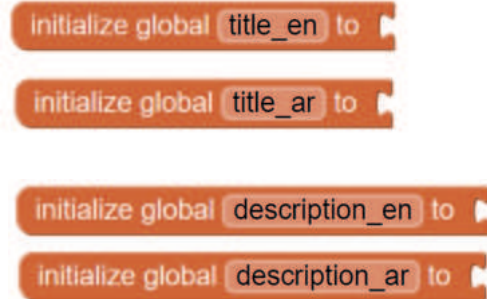 initialize global title_en to
initialize global title_ar to
initialize global description_en to
initialize global description_ar to